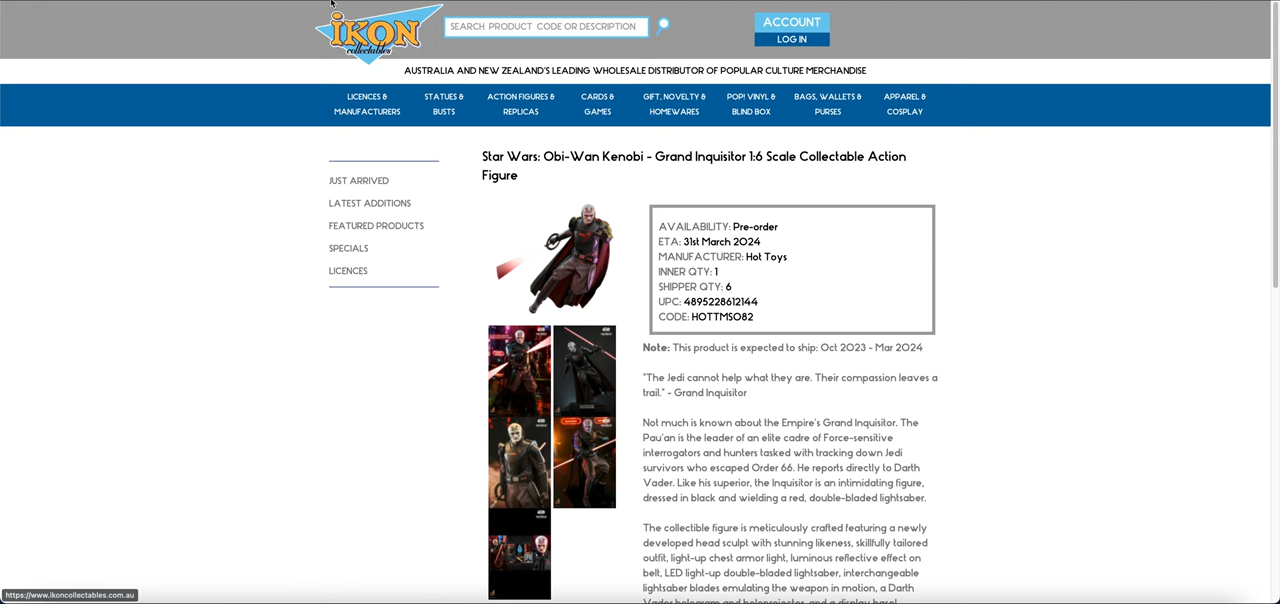 iKON
collectables
SEARCH PRODUCT CODE OR DESCRIPTION
ACCOUNT
LOG IN
AUSTRALIA AND NEW ZEALAND'S LEADING WHOLESALE DISTRIBUTOR OF POPULAR CULTURE MERCHANDISE
LICENCES &
MANUFACTURERS
STATUES &
BUSTS
ACTION FIGURES &
REPLICAS
CARDS &
GAMES
GIFT, NOVELTY &
HOMEWARES
POP! VINYL &
BLIND BOX
BAGS, WALLETS &
PURSES
APPAREL &
COSPLAY
JUST ARRIVED
LATEST ADDITIONS
FEATURED PRODUCTS
SPECIALS
LICENCES
Star Wars: Obi-Wan Kenobi - Grand Inquisitor 1:6 Scale Collectable Action
Figure
AVAILABILITY: Pre-order
ETA: 31st March 2024
MANUFACTURER: Hot Toys
INNER QTY: 1
SHIPPER QTY: 6
UPC: 4895228612144
CODE: HOTTMS082
Note: This product is expected to ship: Oct 2023 - Mar 2024
"The Jedi cannot help what they are. Their compassion leaves a
trail." - Grand Inquisitor
Not much is known about the Empire's Grand Inquisitor. The
Pau'an is the leader of an elite cadre of Force-sensitive
interrogators and hunters tasked with tracking down Jedi
survivors who escaped Order 66. He reports directly to Darth
Vader. Like his superior, the Inquisitor is an intimidating figure,
dressed in black and wielding a red, double-bladed lightsaber.
The collectible figure is meticulously crafted featuring a newly
developed head sculpt with stunning likeness, skillfully tailored
outfit, light-up chest armor light, luminous reflective effect on
belt, LED light-up double-bladed lightsaber, interchangeable
lightsaber blades emulating the weapon in motion, a Darth
Vader hologram and holoprojector, and a display base!
https://www.ikoncollectables.com.au